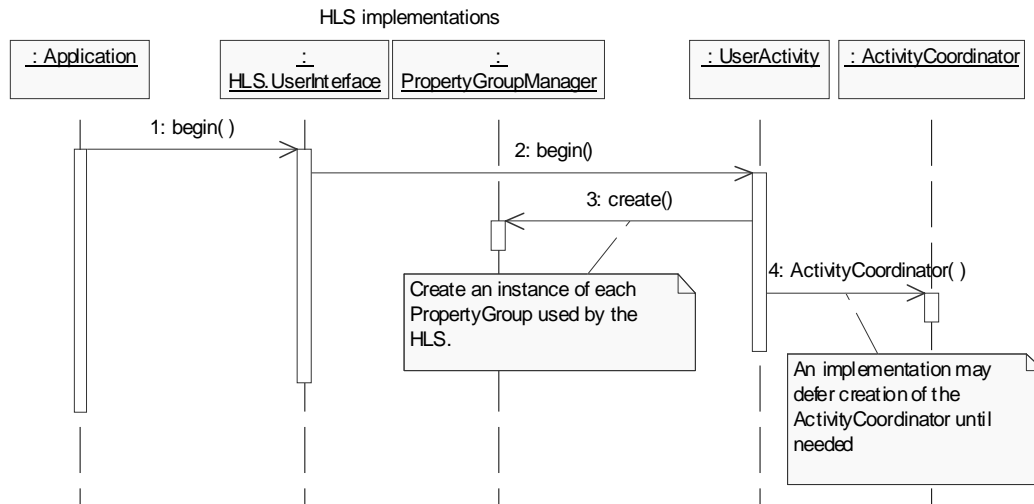 HLS implementations
: Application
:
HLS.UserInterface
:
PropertyGroupManager
: UserActivity
: ActivityCoordinator
1: begin( )
2: begin()
3: create()
4: ActivityCoordinator( )
Create an instance of each
PropertyGroup used by the
HLS.
An implementation may
defer creation of the
ActivityCoordinator until
needed